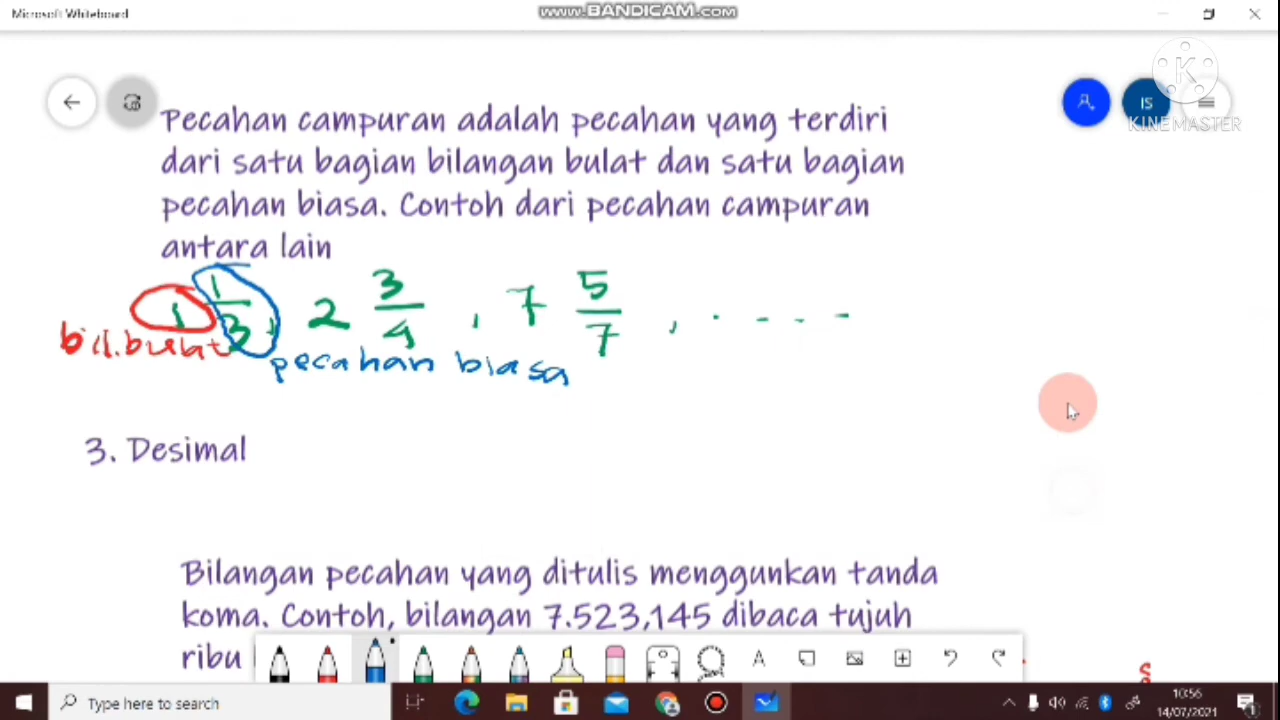 Microsoft Whiteboard
www.BANDICAM.com
IS
KINEMASTER
Pecahan campuran adalah pecahan yang terdiri
dari satu bagian bilangan bulat dan satu bagian
pecahan biasa. Contoh dari pecahan campuran
antara lain
1 1/3, 2 3/4, 7 5/7, . - - -
bil.bulat
pecahan biasa
3. Desimal
Bilangan pecahan yang ditulis menggunkan tanda
koma. Contoh, bilangan 7.523,145 dibaca tujuh
ribu
A
Type here to search
10:56
14/07/2021